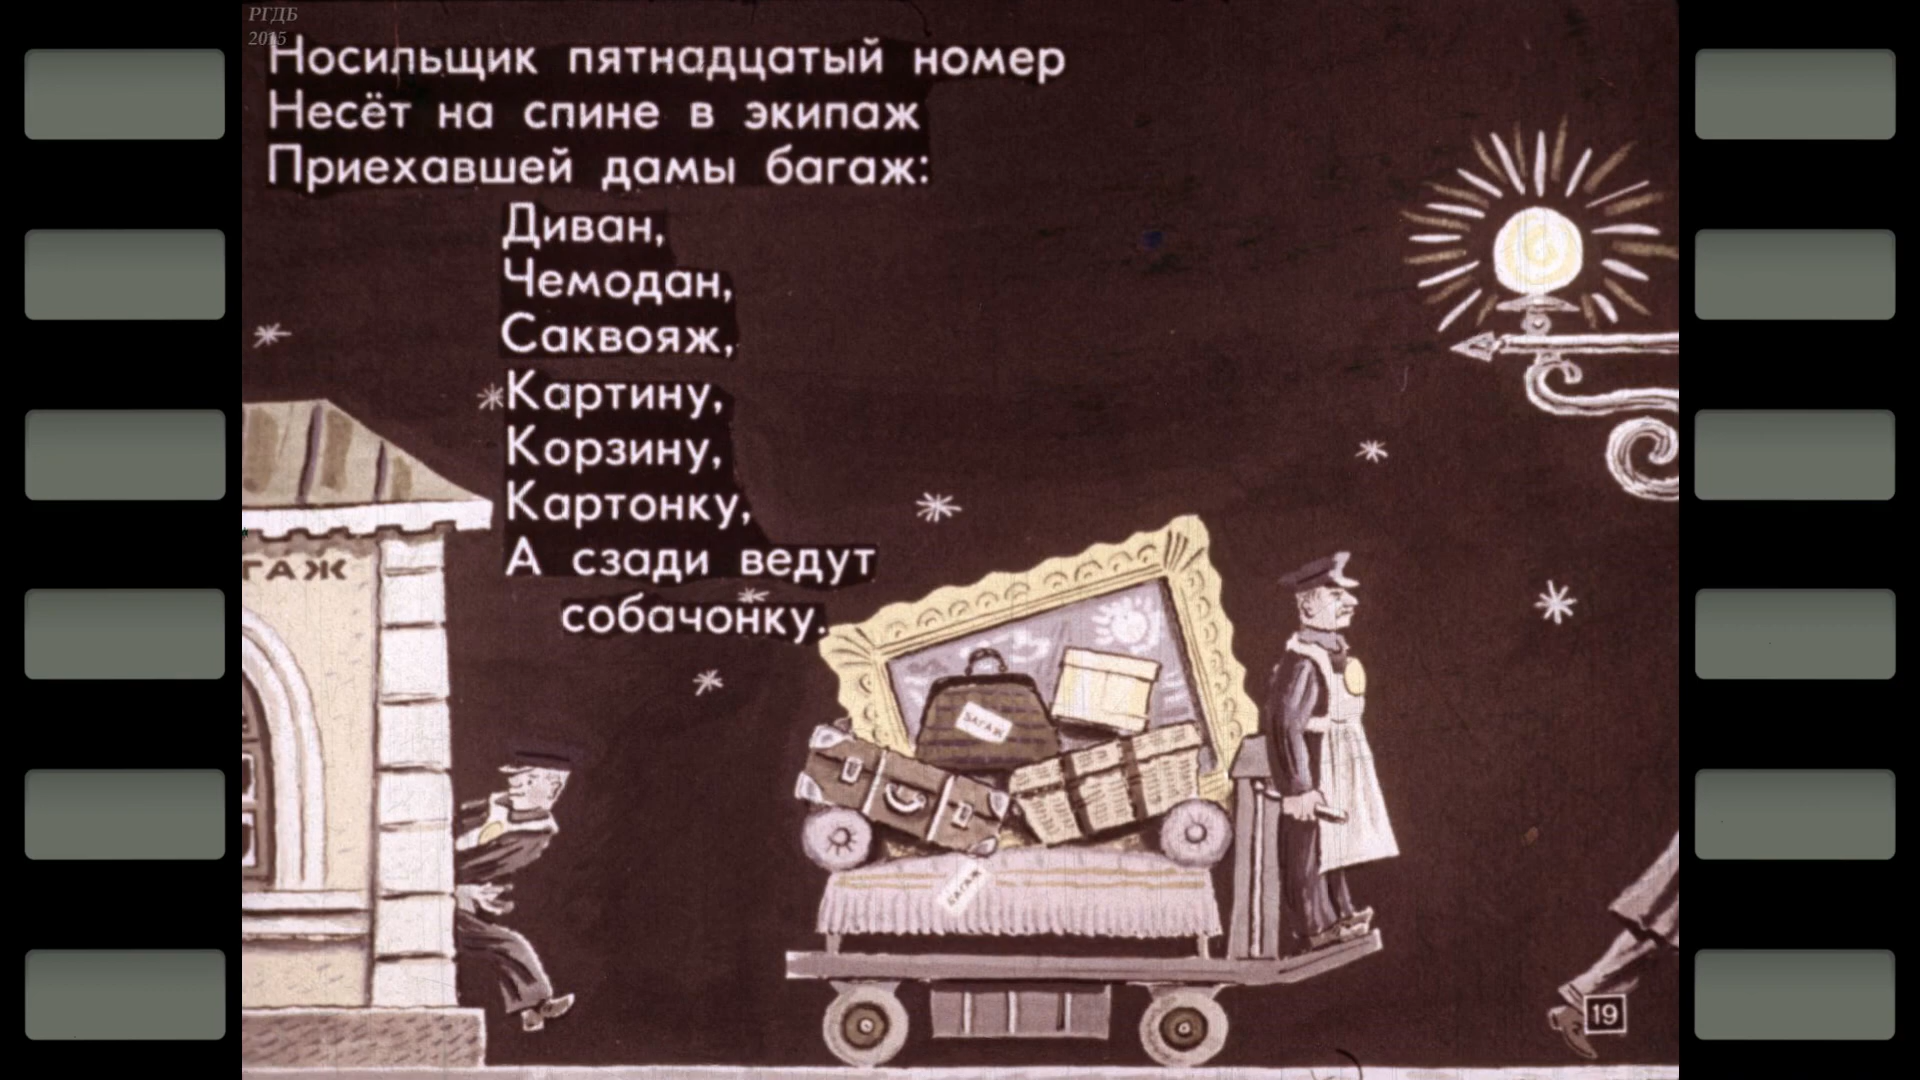 РГДБ
2015
Носильщик пятнадцатый номер
Несёт на спине в экипаж
Приехавшей дамы багаж:
Диван,
Чемодан,
Саквояж,
Картину,
Корзину,
Картонку,
А сзади ведут
собачонку.
ГАЖ
БАГАЖ
БАГАЖ
19